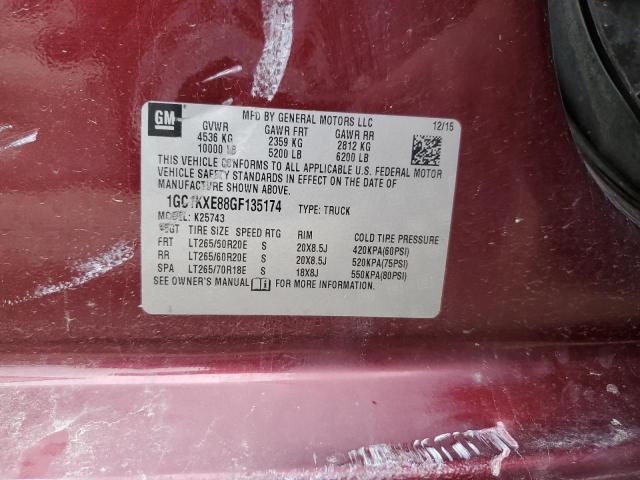 GM
MFD BY GENERAL MOTORS LLC
12/15
GVWR GAWR FRT GAWR RR
4536 KG 2359 KG 2812 KG
10000 LB 5200 LB 6200 LB
THIS VEHICLE CONFORMS TO ALL APPLICABLE U.S. FEDERAL MOTOR
VEHICLE SAFETY STANDARDS IN EFFECT ON THE DATE OF
MANUFACTURE SHOWN ABOVE.
1GC1KXE88GF135174 TYPE: TRUCK
MODEL: K25743
TIRE SIZE SPEED RTG RIM COLD TIRE PRESSURE
FRT LT265/50R20E S 20X8.5J 420KPA(60PSI)
RR LT265/60R20E S 20X8.5J 520KPA(75PSI)
SPA LT265/70R18E S 18X8J 550KPA(80PSI)
SEE OWNER'S MANUAL FOR MORE INFORMATION.